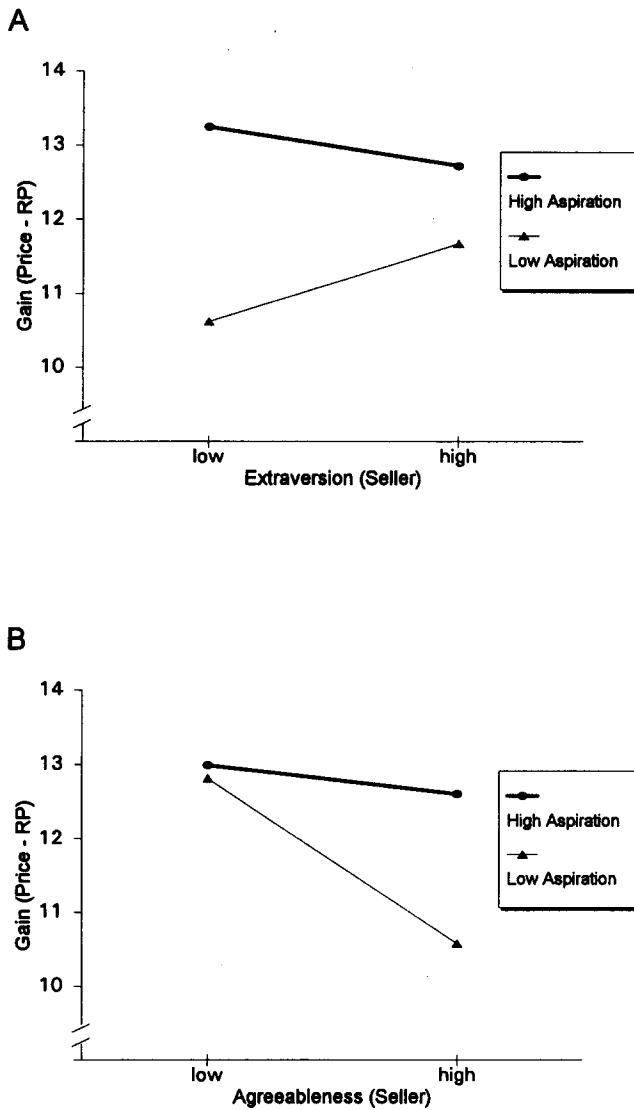 A
14
13
12
11
10
Gain (Price - RP)
low high
Extraversion (Seller)
High Aspiration
Low Aspiration
B
14
13
12
11
10
Gain (Price - RP)
low high
Agreeableness (Seller)
High Aspiration
Low Aspiration